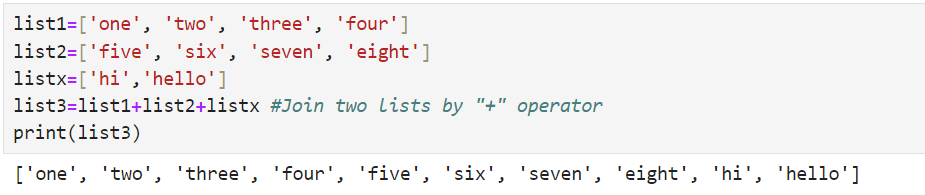 list1=['one', 'two', 'three', 'four']
list2=['five', 'six', 'seven', 'eight']
listx=['hi','hello']
list3=list1+list2+listx #Join two lists by "+" operator
print(list3)
['one', 'two', 'three', 'four', 'five', 'six', 'seven', 'eight', 'hi', 'hello']